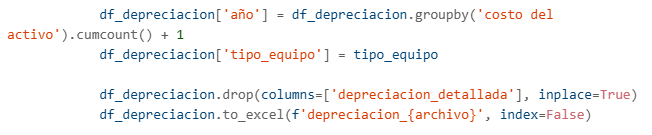 df_depreciacion['año'] = df_depreciacion.groupby('costo del
activo').cumcount() + 1
df_depreciacion['tipo_equipo'] = tipo_equipo
df_depreciacion.drop(columns=['depreciacion_detallada'], inplace=True)
df_depreciacion.to_excel(f'depreciacion_{archivo}', index=False)